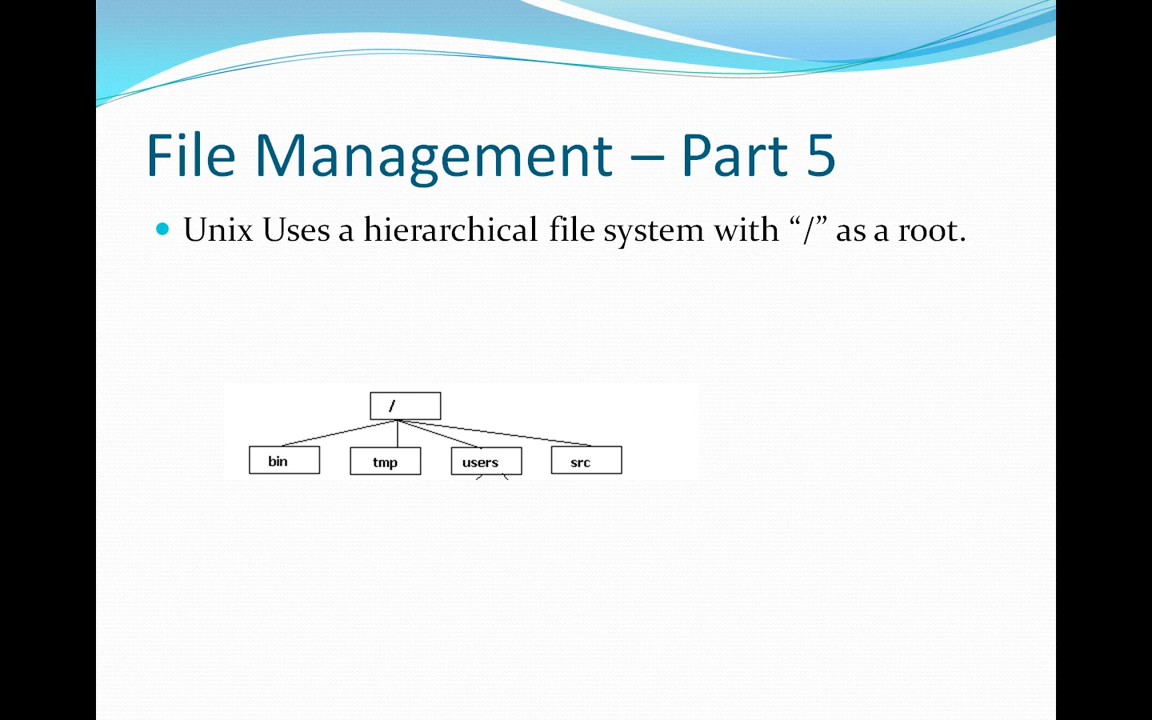 File Management – Part 5
Unix Uses a hierarchical file system with “/” as a root.
/
bin tmp users src